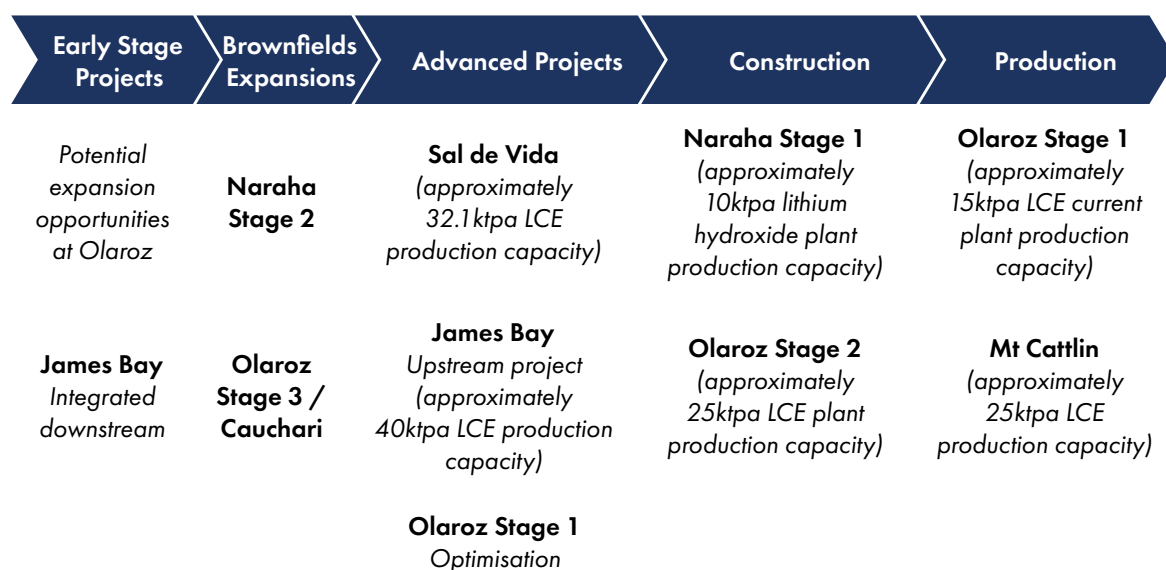 Early Stage
Projects
Brownfields
Expansions
Advanced Projects
Construction
Production
Potential
expansion
opportunities
at Olaroz
Naraha
Stage 2
Sal de Vida
(approximately
32.1ktpa LCE
production capacity)
Naraha Stage 1
(approximately
10ktpa lithium
hydroxide plant
production capacity)
Olaroz Stage 1
(approximately
15ktpa LCE current
plant production
capacity)
James Bay
Integrated
downstream
Olaroz
Stage 3 /
Cauchari
James Bay
Upstream project
(approximately
40ktpa LCE production
capacity)
Olaroz Stage 2
(approximately
25ktpa LCE plant
production capacity)
Mt Cattlin
(approximately
25ktpa LCE
production capacity)
Olaroz Stage 1
Optimisation